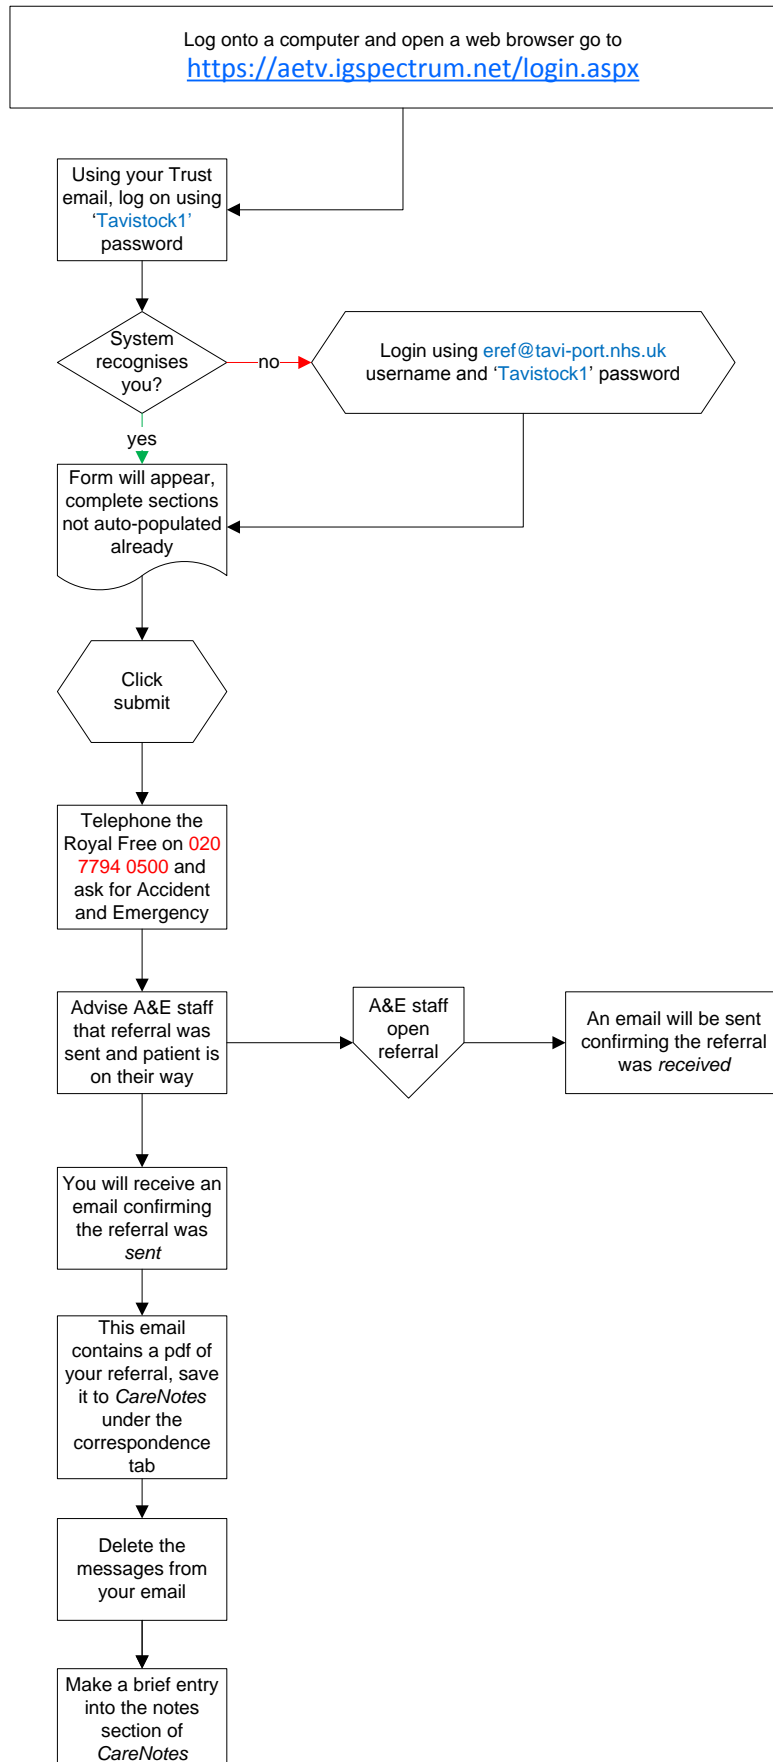 Log onto a computer and open a web browser go to
https://aetv.igspectrum.net/login.aspx
Using your Trust
email, log on using
‘Tavistock1’
password
System
recognises
you?
no
Login using eref@tavi-port.nhs.uk
username and ‘Tavistock1’ password
yes
Form will appear,
complete sections
not auto-populated
already
Click
submit
Telephone the
Royal Free on 020
7794 0500 and
ask for Accident
and Emergency
Advise A&E staff
that referral was
sent and patient is
on their way
A&E staff
open
referral
An email will be sent
confirming the referral
was received
You will receive an
email confirming
the referral was
sent
This email
contains a pdf of
your referral, save
it to CareNotes
under the
correspondence
tab
Delete the
messages from
your email
Make a brief entry
into the notes
section of
CareNotes